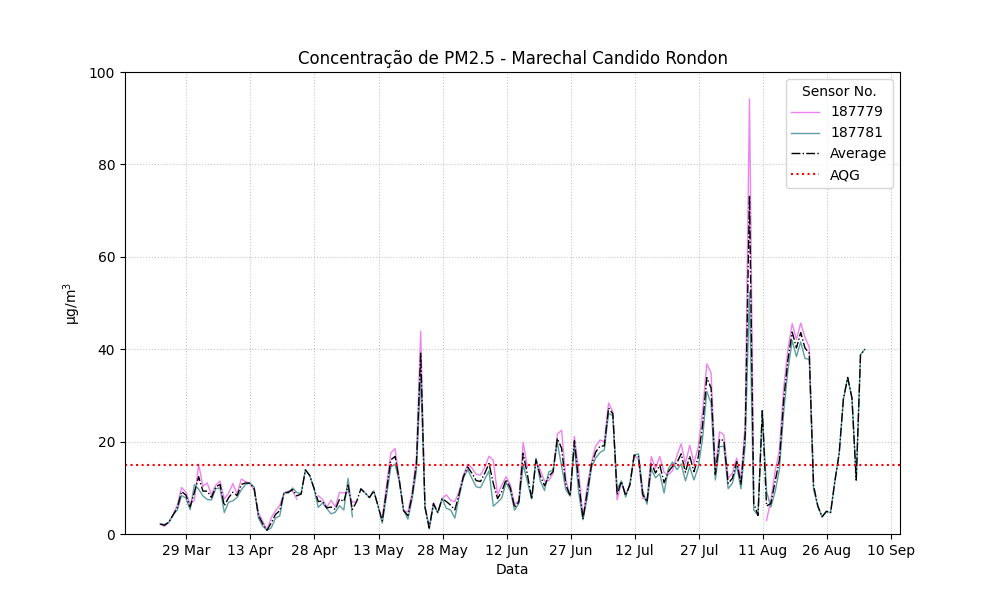 Concentração de PM2.5 - Marechal Candido Rondon
100
80
60
40
20
0
µg/m³
Sensor No.
187779
187781
Average
AQG
29 Mar
13 Apr
28 Apr
13 May
28 May
12 Jun
27 Jun
12 Jul
27 Jul
11 Aug
26 Aug
10 Sep
Data